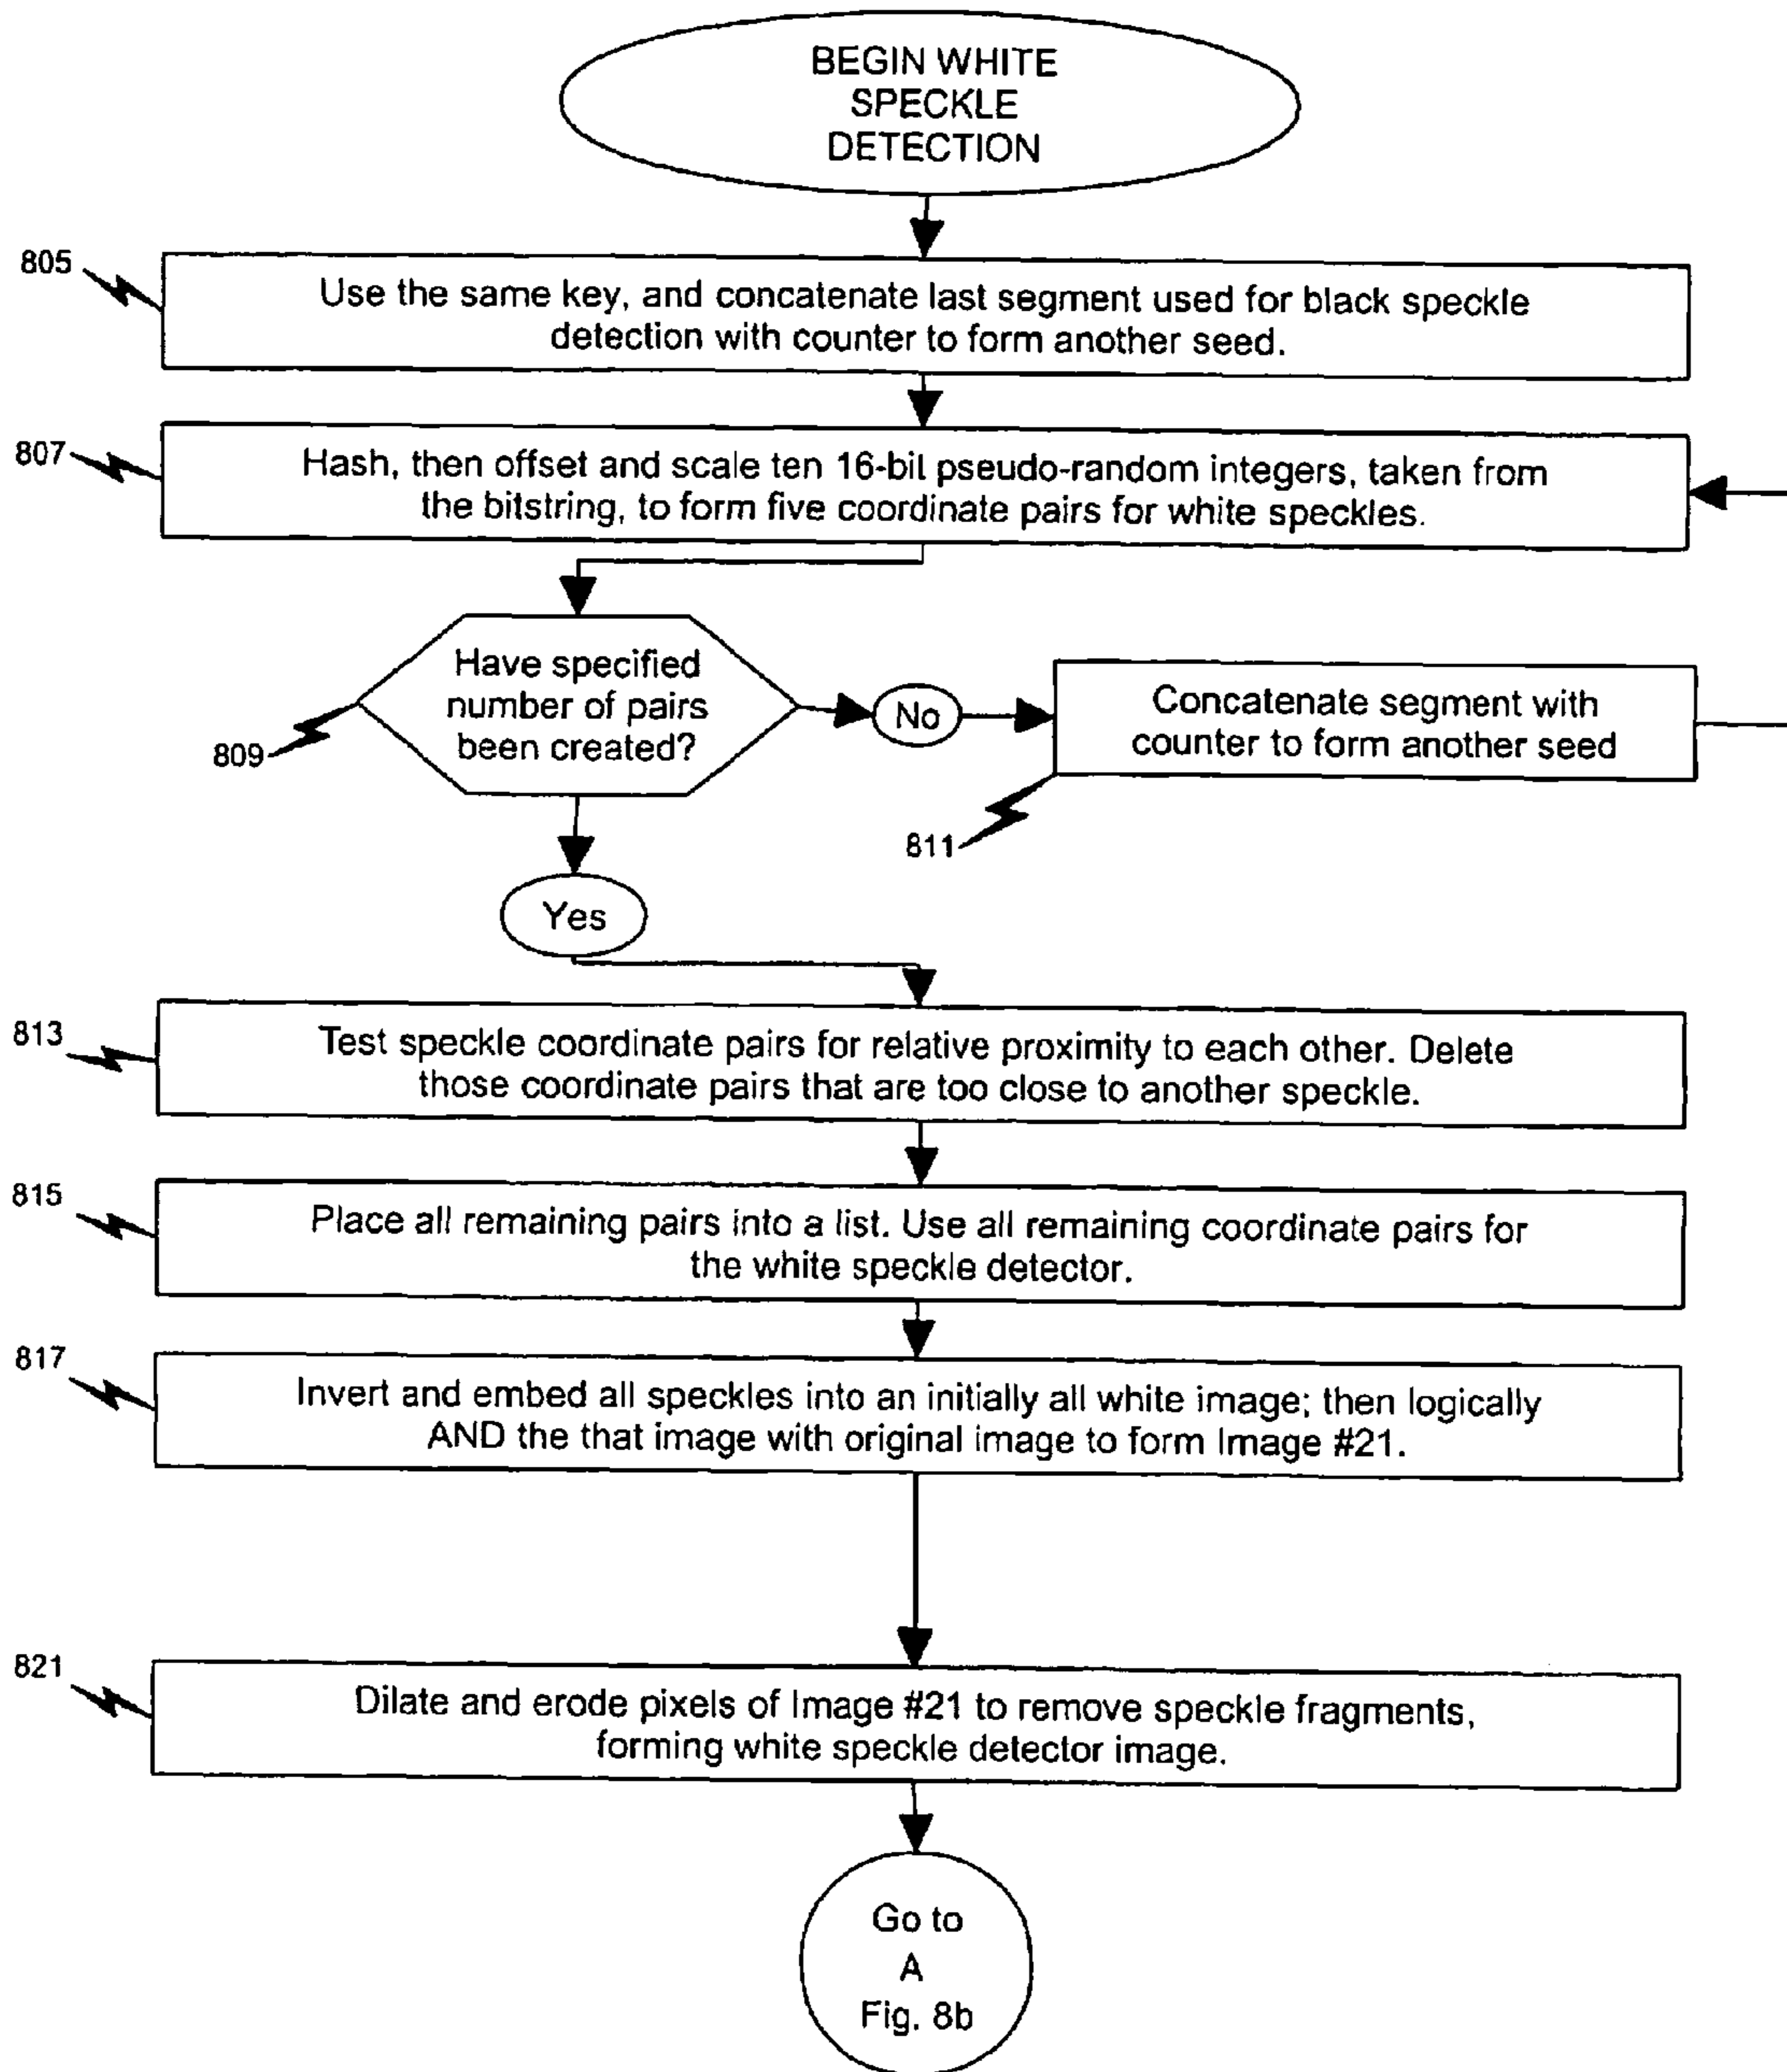 BEGIN WHITE
SPECKLE
DETECTION
805
Use the same key, and concatenate last segment used for black speckle
detection with counter to form another seed.
807
Hash, then offset and scale ten 16-bil pseudo-random integers, taken from
the bitstring, to form five coordinate pairs for white speckles.
Have specified
number of pairs
been created?
809
No
Concatenate segment with
counter to form another seed
811
Yes
813
Test speckle coordinate pairs for relative proximity to each other. Delete
those coordinate pairs that are too close to another speckle.
815
Place all remaining pairs into a list. Use all remaining coordinate pairs for
the white speckle detector.
817
Invert and embed all speckles into an initially all white image; then logically
AND the that image with original image to form Image #21.
821
Dilate and erode pixels of Image #21 to remove speckle fragments,
forming white speckle detector image.
Go to
A
Fig. 8b